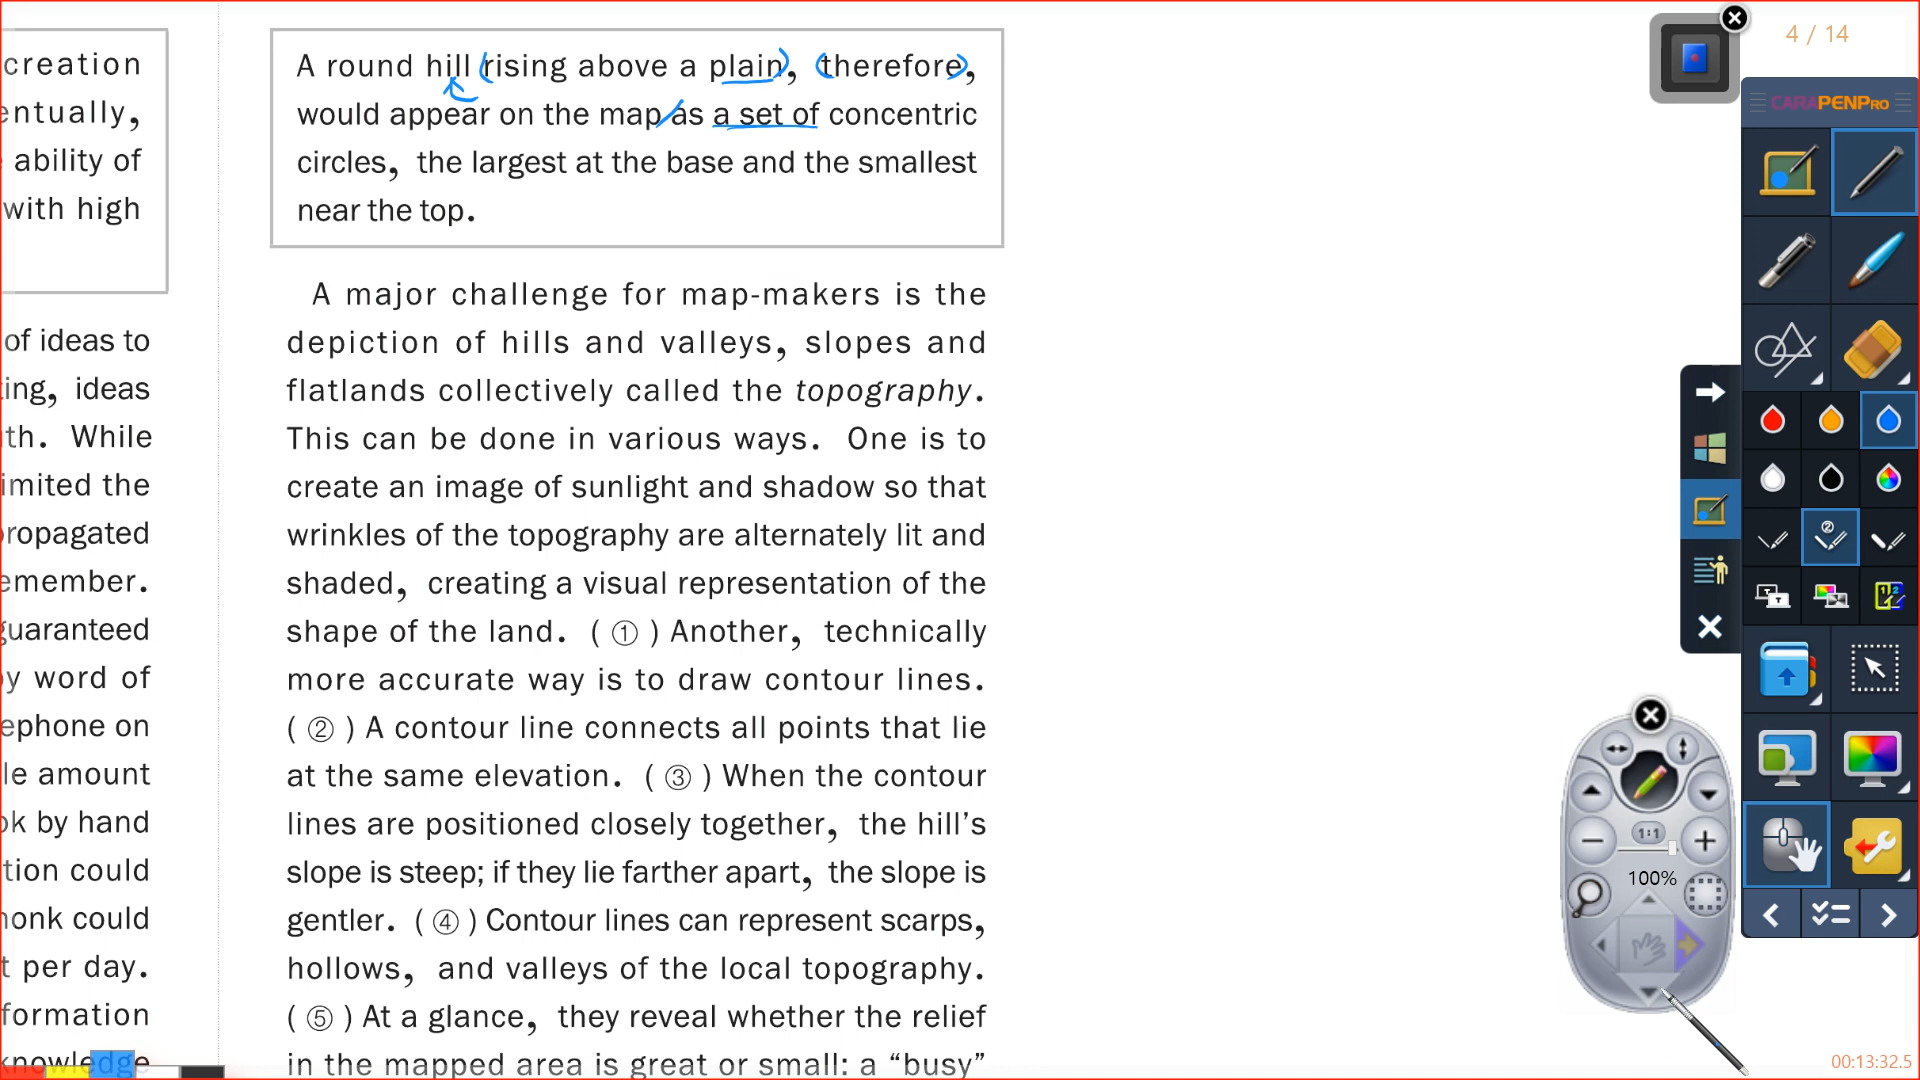 creation
entually,
ability of
with high
of ideas to
ting, ideas
th. While
imited the
propagated
emember.
guaranteed
by word of
ephone on
le amount
ok by hand
tion could
monk could
t per day.
formation
knowledge
A round hill rising above a plain, therefore,
would appear on the map as a set of concentric
circles, the largest at the base and the smallest
near the top.
A major challenge for map-makers is the
depiction of hills and valleys, slopes and
flatlands collectively called the topography.
This can be done in various ways. One is to
create an image of sunlight and shadow so that
wrinkles of the topography are alternately lit and
shaded, creating a visual representation of the
shape of the land. ( ① ) Another, technically
more accurate way is to draw contour lines.
( ② ) A contour line connects all points that lie
at the same elevation. ( ③ ) When the contour
lines are positioned closely together, the hill’s
slope is steep; if they lie farther apart, the slope is
gentler. ( ④ ) Contour lines can represent scarps,
hollows, and valleys of the local topography.
( ⑤ ) At a glance, they reveal whether the relief
in the mapped area is great or small: a “busy”
4 / 14
CARAPENPRO
②
1:1
100%
00:13:32.5